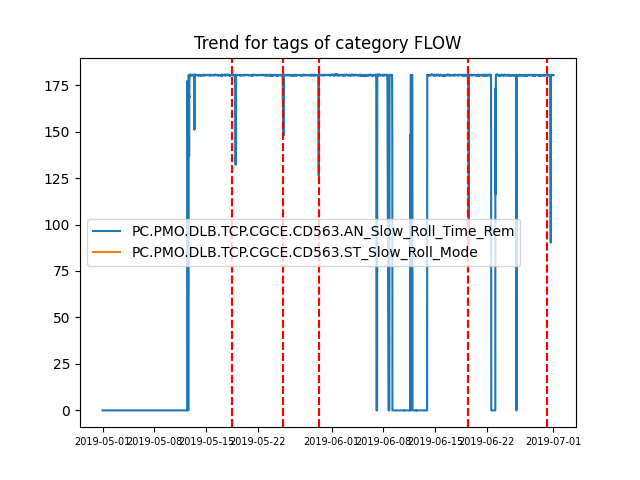 Trend for tags of category FLOW
175
150
125
100
75
50
25
0
PC.PMO.DLB.TCP.CGCE.CD563.AN_Slow_Roll_Time_Rem
PC.PMO.DLB.TCP.CGCE.CD563.ST_Slow_Roll_Mode
2019-05-01 2019-05-08 2019-05-15 2019-05-22 2019-06-01 2019-06-08 2019-06-15 2019-06-22 2019-07-01